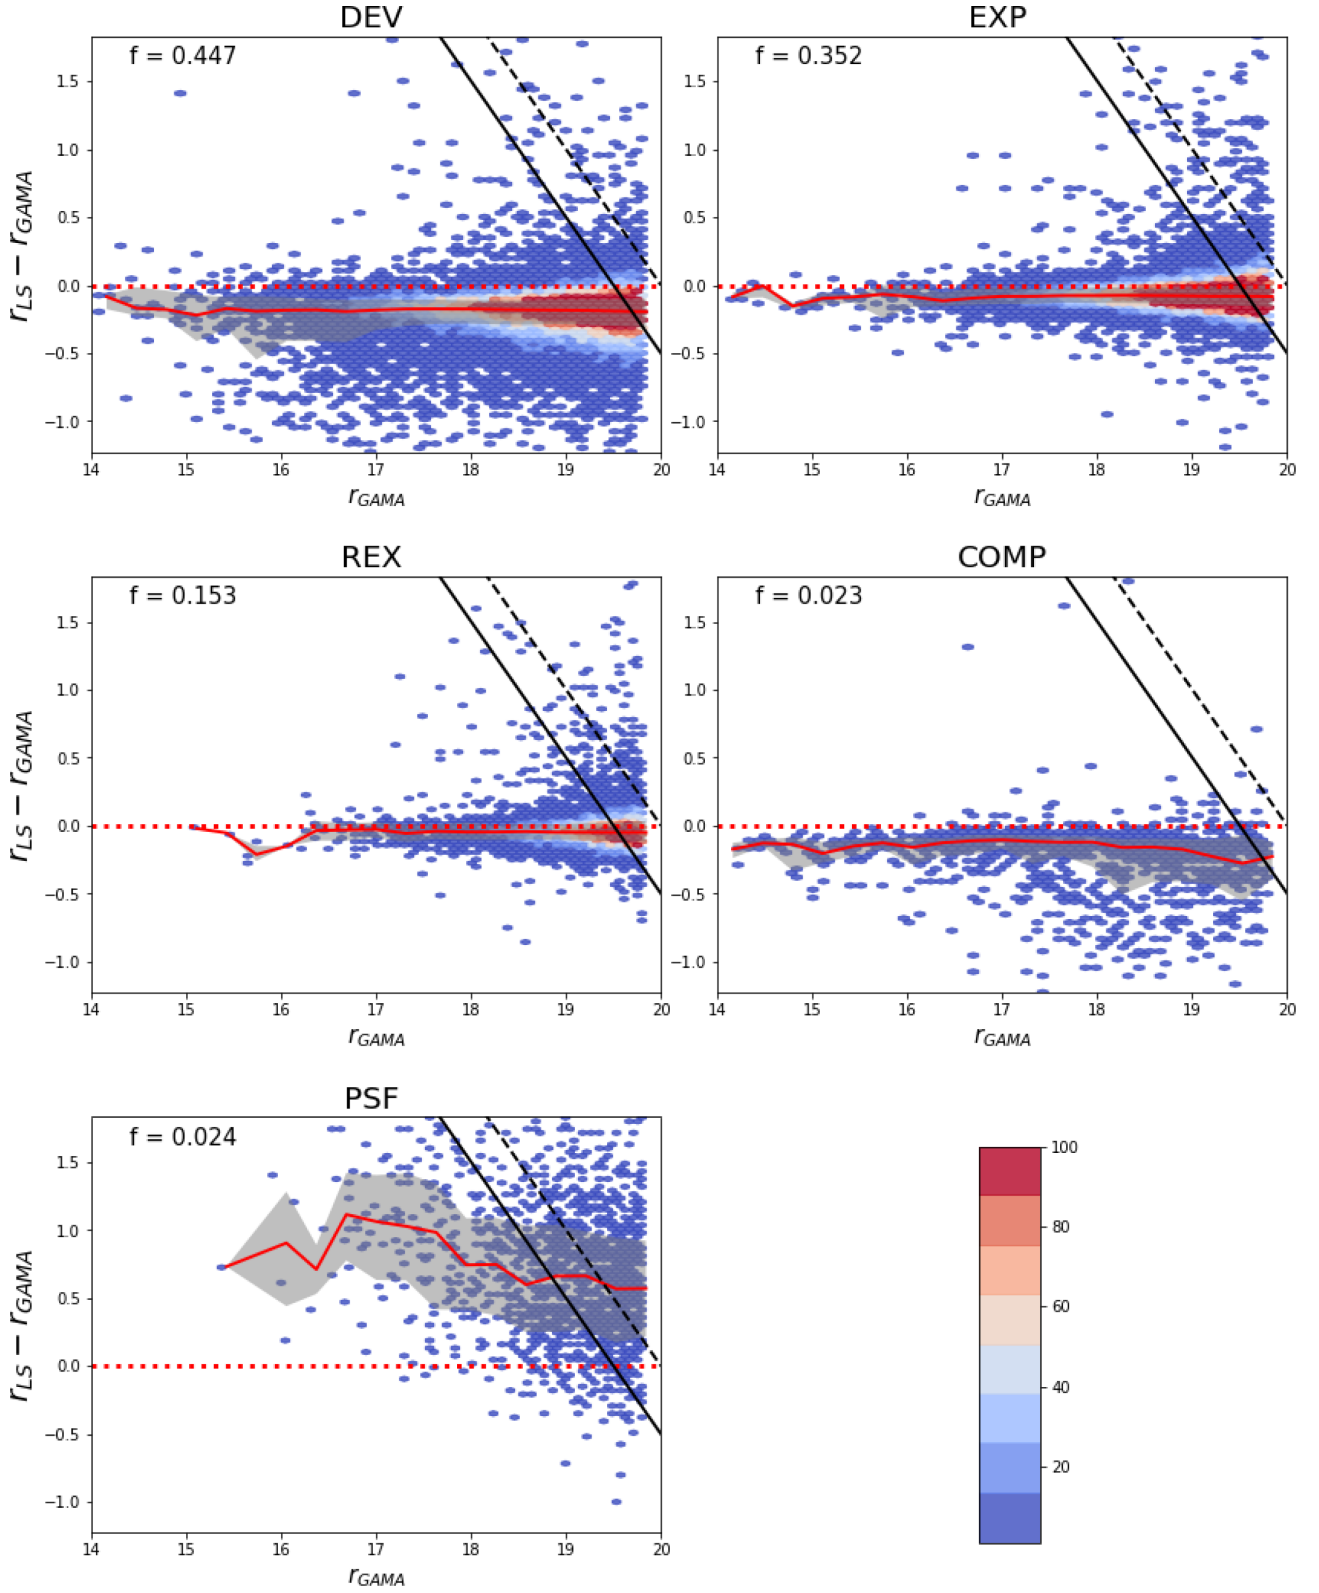 DEV
EXP
f = 0.447
f = 0.352
1.5
1.0
0.5
0.0
−0.5
−1.0
r_LS − r_GAMA
14 15 16 17 18 19 20
r_GAMA
1.5
1.0
0.5
0.0
−0.5
−1.0
14 15 16 17 18 19 20
r_GAMA
REX
COMP
f = 0.153
f = 0.023
1.5
1.0
0.5
0.0
−0.5
−1.0
r_LS − r_GAMA
14 15 16 17 18 19 20
r_GAMA
1.5
1.0
0.5
0.0
−0.5
−1.0
14 15 16 17 18 19 20
r_GAMA
PSF
f = 0.024
1.5
1.0
0.5
0.0
−0.5
−1.0
r_LS − r_GAMA
14 15 16 17 18 19 20
r_GAMA
100
80
60
40
20